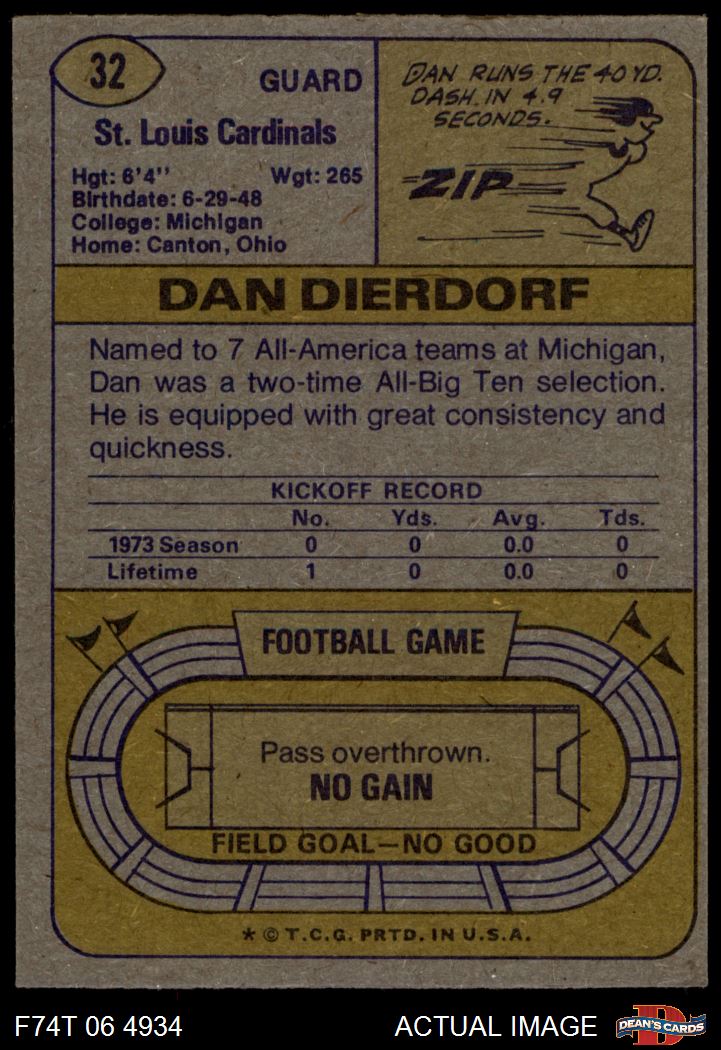 32
GUARD
St. Louis Cardinals
Hgt: 6'4" Wgt: 265
Birthdate: 6-29-48
College: Michigan
Home: Canton, Ohio
DAN RUNS THE 40 YD.
DASH IN 4.9
SECONDS.
ZIP
DAN DIERDORF
Named to 7 All-America teams at Michigan,
Dan was a two-time All-Big Ten selection.
He is equipped with great consistency and
quickness.
KICKOFF RECORD
No. Yds. Avg. Tds.
1973 Season 0 0 0.0 0
Lifetime 1 0 0.0 0
FOOTBALL GAME
Pass overthrown.
NO GAIN
FIELD GOAL—NO GOOD
* © T.C.G. PRTD. IN U.S.A.
F74T 06 4934 ACTUAL IMAGE
D
DEAN'S CARDS